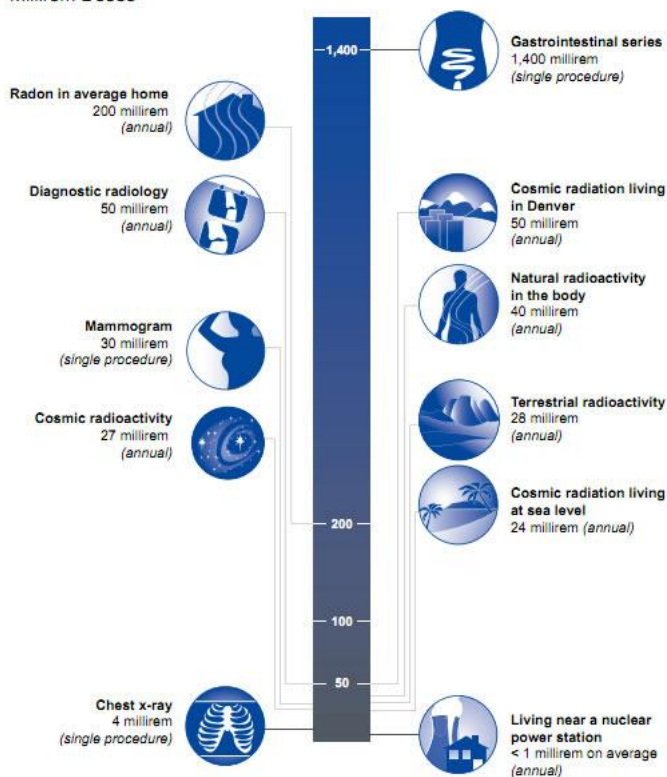 1,400
Gastrointestinal series
1,400 millirem
(single procedure)
Radon in average home
200 millirem
(annual)
Diagnostic radiology
50 millirem
(annual)
Cosmic radiation living
in Denver
50 millirem
(annual)
Natural radioactivity
in the body
40 millirem
(annual)
Mammogram
30 millirem
(single procedure)
Terrestrial radioactivity
28 millirem
(annual)
Cosmic radioactivity
27 millirem
(annual)
Cosmic radiation living
at sea level
24 millirem (annual)
200
100
50
Chest x-ray
4 millirem
(single procedure)
Living near a nuclear
power station
< 1 millirem on average
(annual)